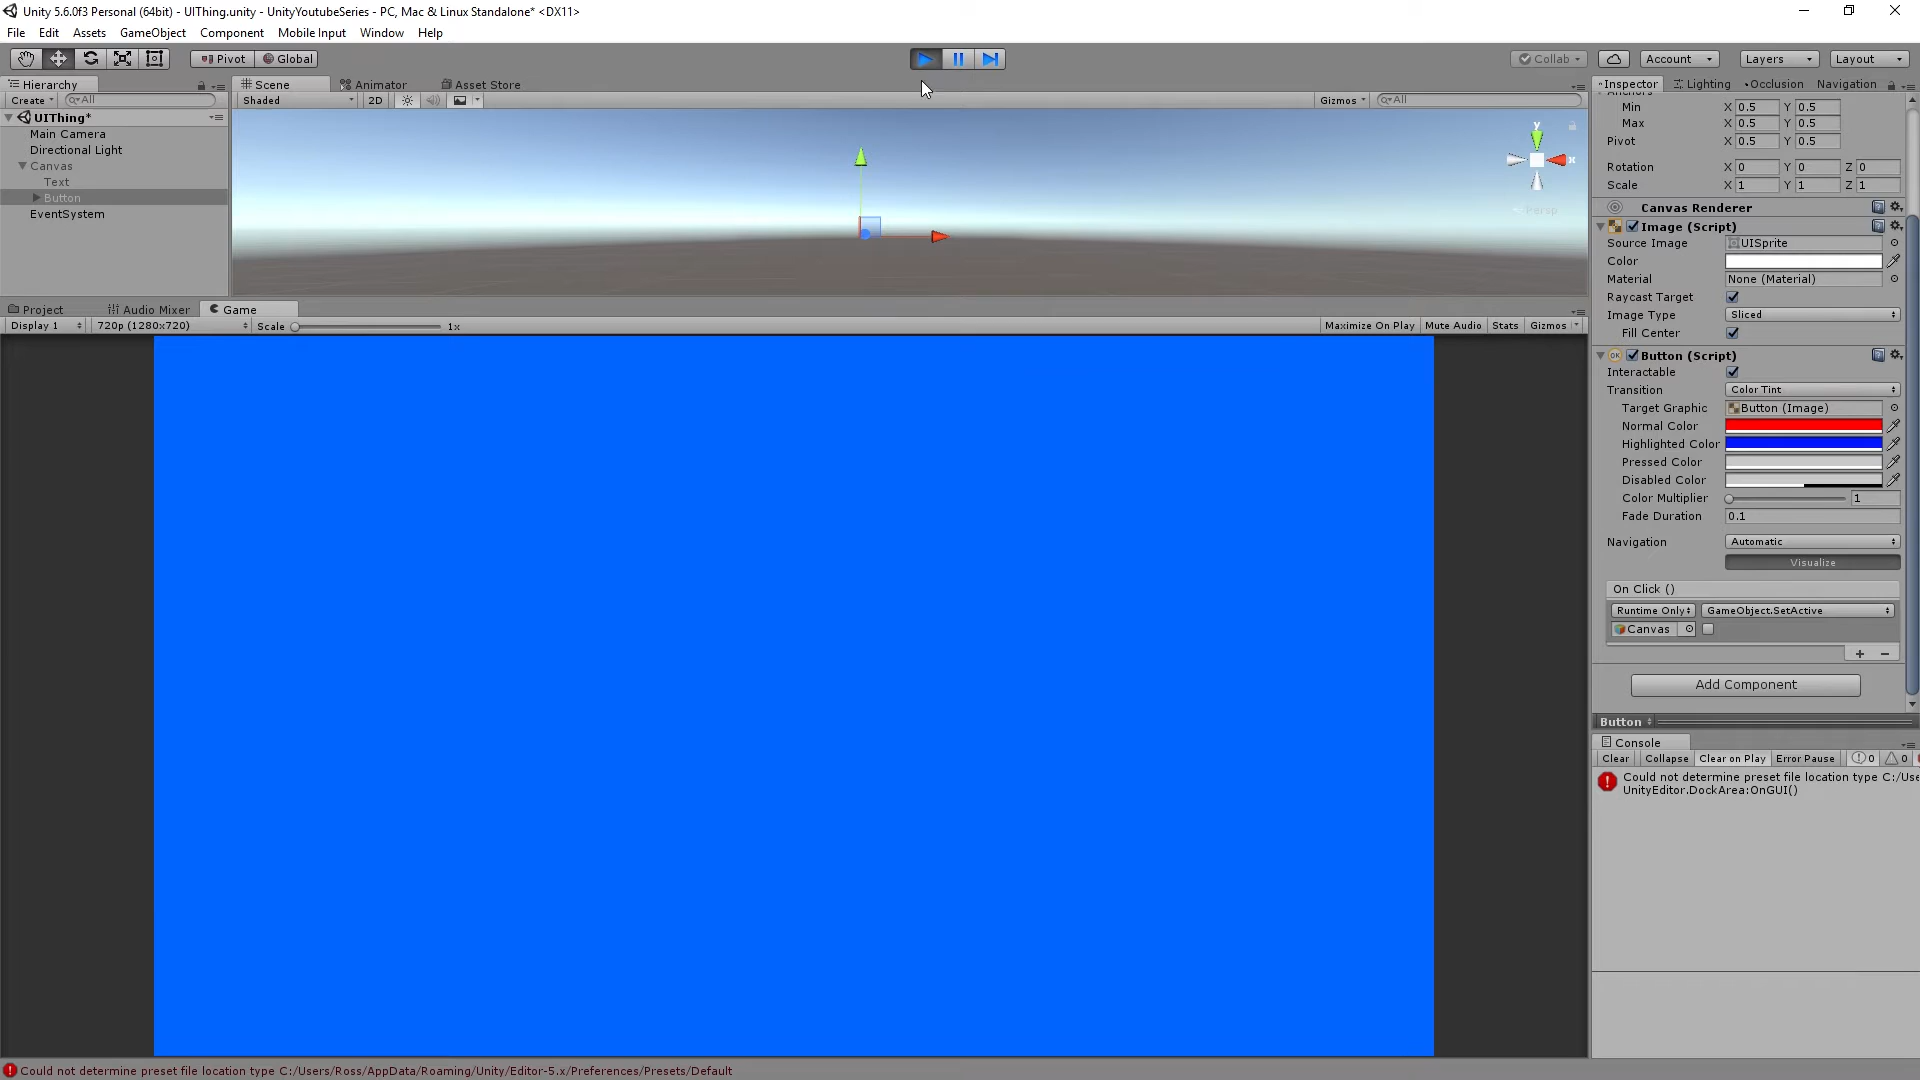 Unity 5.6.0f3 Personal (64bit) - UIThing.unity - UnityYoutubeSeries - PC, Mac & Linux Standalone* <DX11>
File Edit Assets GameObject Component Mobile Input Window Help
Pivot Global Collab Account Layers Layout
Hierarchy Scene Animator Asset Store Inspector Lighting Occlusion Navigation
Create All Shaded 2D Gizmos All
UIThing*
Main Camera
Directional Light
Canvas
Text
Button
EventSystem
y
x
Persp
Project Audio Mixer Game
Display 1 720p (1280x720) Scale 1x Maximize On Play Mute Audio Stats Gizmos
Anchors
Min X 0.5 Y 0.5
Max X 0.5 Y 0.5
Pivot X 0.5 Y 0.5
Rotation X 0 Y 0 Z 0
Scale X 1 Y 1 Z 1
Canvas Renderer
Image (Script)
Source Image UISprite
Color
Material None (Material)
Raycast Target
Image Type Sliced
Fill Center
OK Button (Script)
Interactable
Transition Color Tint
Target Graphic Button (Image)
Normal Color
Highlighted Color
Pressed Color
Disabled Color
Color Multiplier 1
Fade Duration 0.1
Navigation Automatic
Visualize
On Click ()
Runtime Only GameObject.SetActive
Canvas
+ −
Add Component
Button
Console
Clear Collapse Clear on Play Error Pause 0 0
Could not determine preset file location type C:/Use
UnityEditor.DockArea:OnGUI()
Could not determine preset file location type C:/Users/Ross/AppData/Roaming/Unity/Editor-5.x/Preferences/Presets/Default